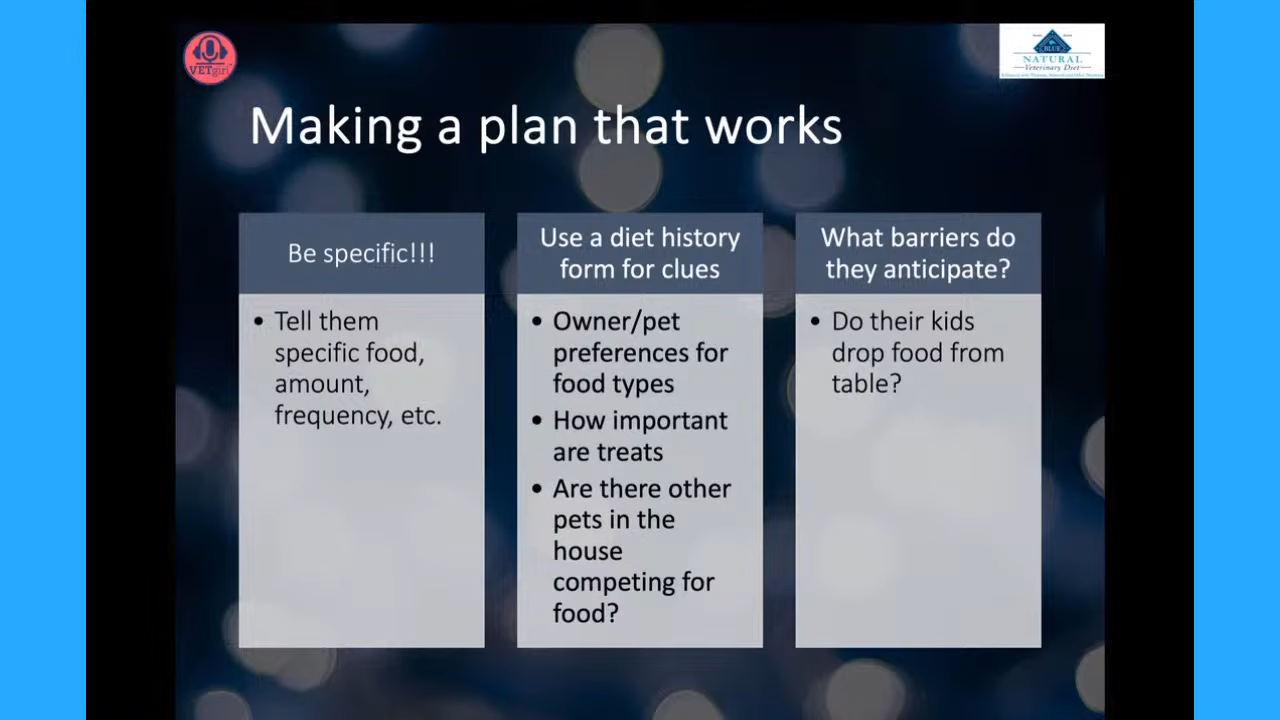 VETgirl
BLUE
NATURAL
Veterinary Diet
Making a plan that works
Be specific!!!
• Tell them
specific food,
amount,
frequency, etc.
Use a diet history
form for clues
• Owner/pet
preferences for
food types
• How important
are treats
• Are there other
pets in the
house
competing for
food?
What barriers do
they anticipate?
• Do their kids
drop food from
table?